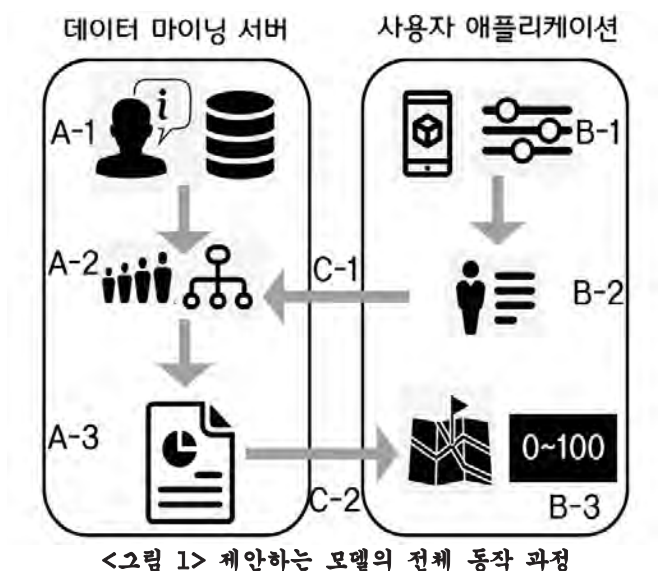 데이터 마이닝 서버
사용자 애플리케이션
A-1
i
B-1
A-2
C-1
B-2
A-3
0~100
C-2
B-3
<그림 1> 제안하는 모델의 전체 동작 과정